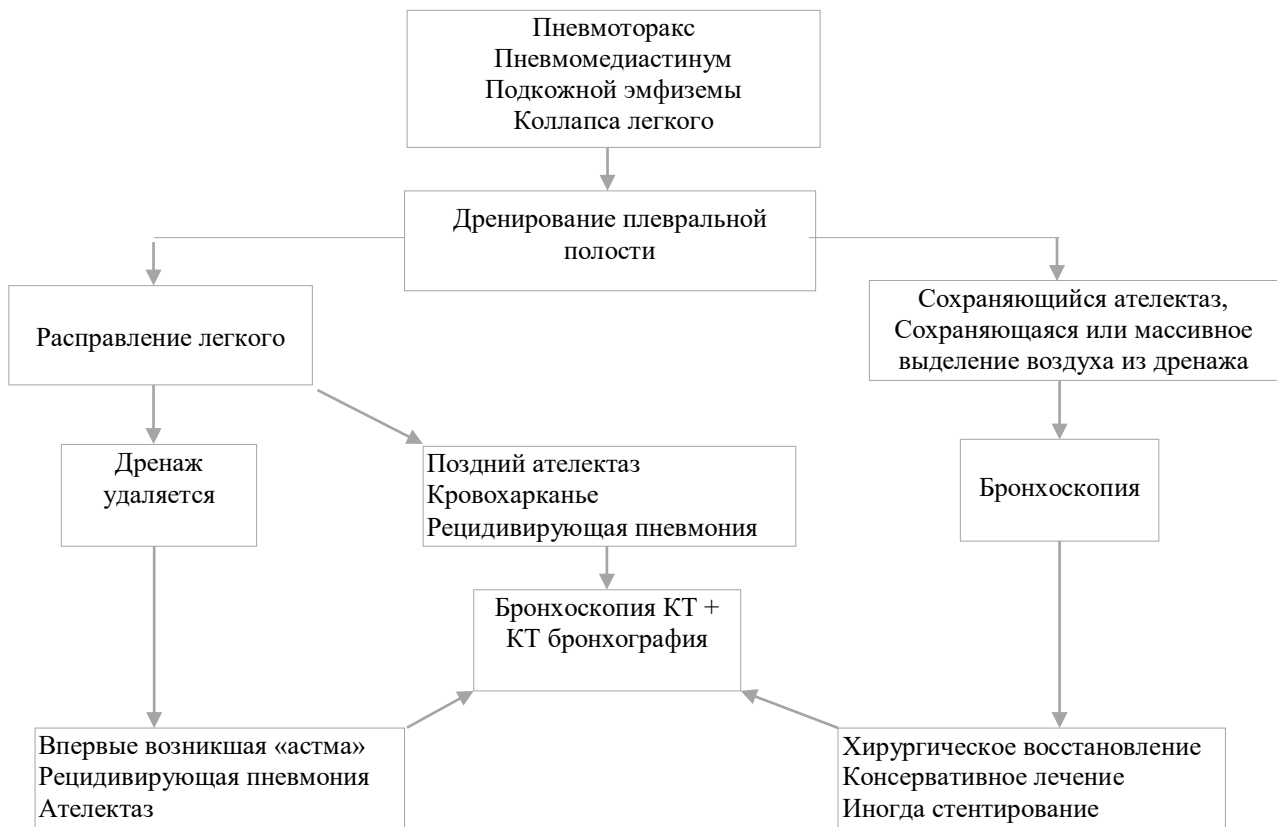 Пневмоторакс
Пневмомедиастинум
Подкожной эмфиземы
Коллапса легкого
Дренирование плевральной
полости
Расправление легкого
Сохраняющийся ателектаз,
Сохраняющаяся или массивное
выделение воздуха из дренажа
Дренаж
удаляется
Поздний ателектаз
Кровохарканье
Рецидивирующая пневмония
Бронхоскопия
Бронхоскопия КТ +
КТ бронхография
Впервые возникшая «астма»
Рецидивирующая пневмония
Ателектаз
Хирургическое восстановление
Консервативное лечение
Иногда стентирование